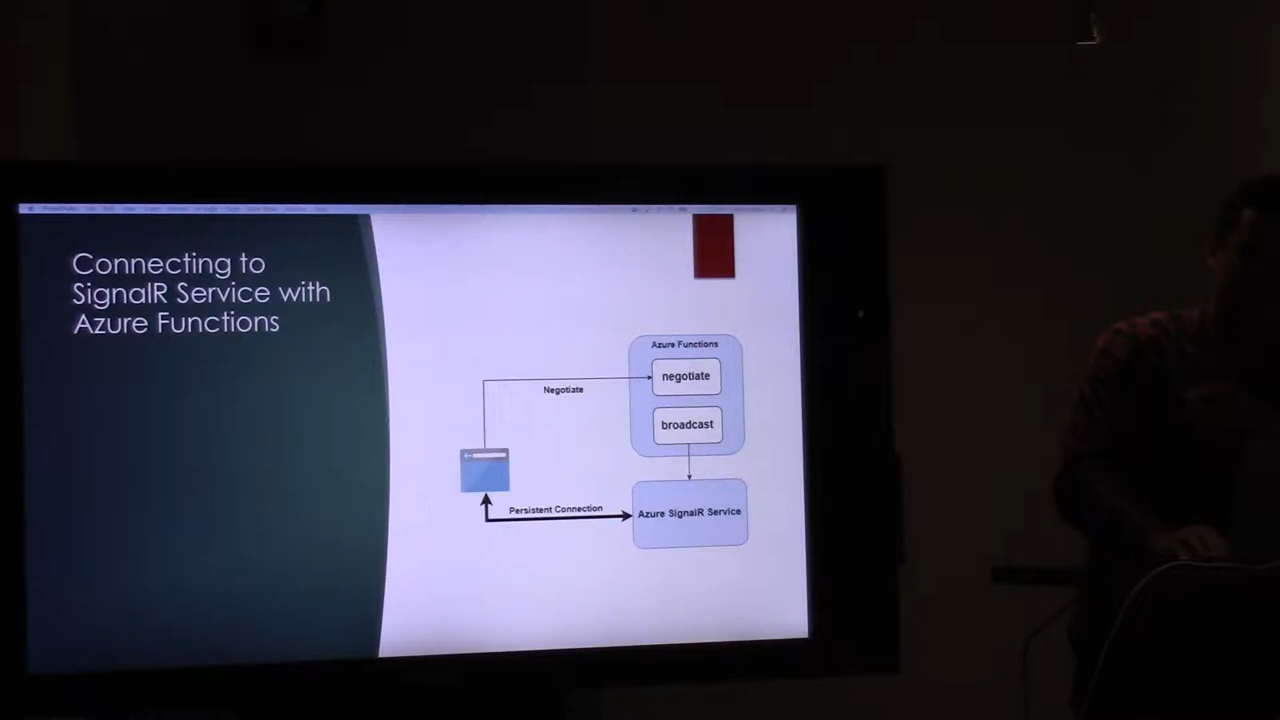 Connecting to
SignalR Service with
Azure Functions
Azure Functions
negotiate
Negotiate
broadcast
Persistent Connection
Azure SignalR Service